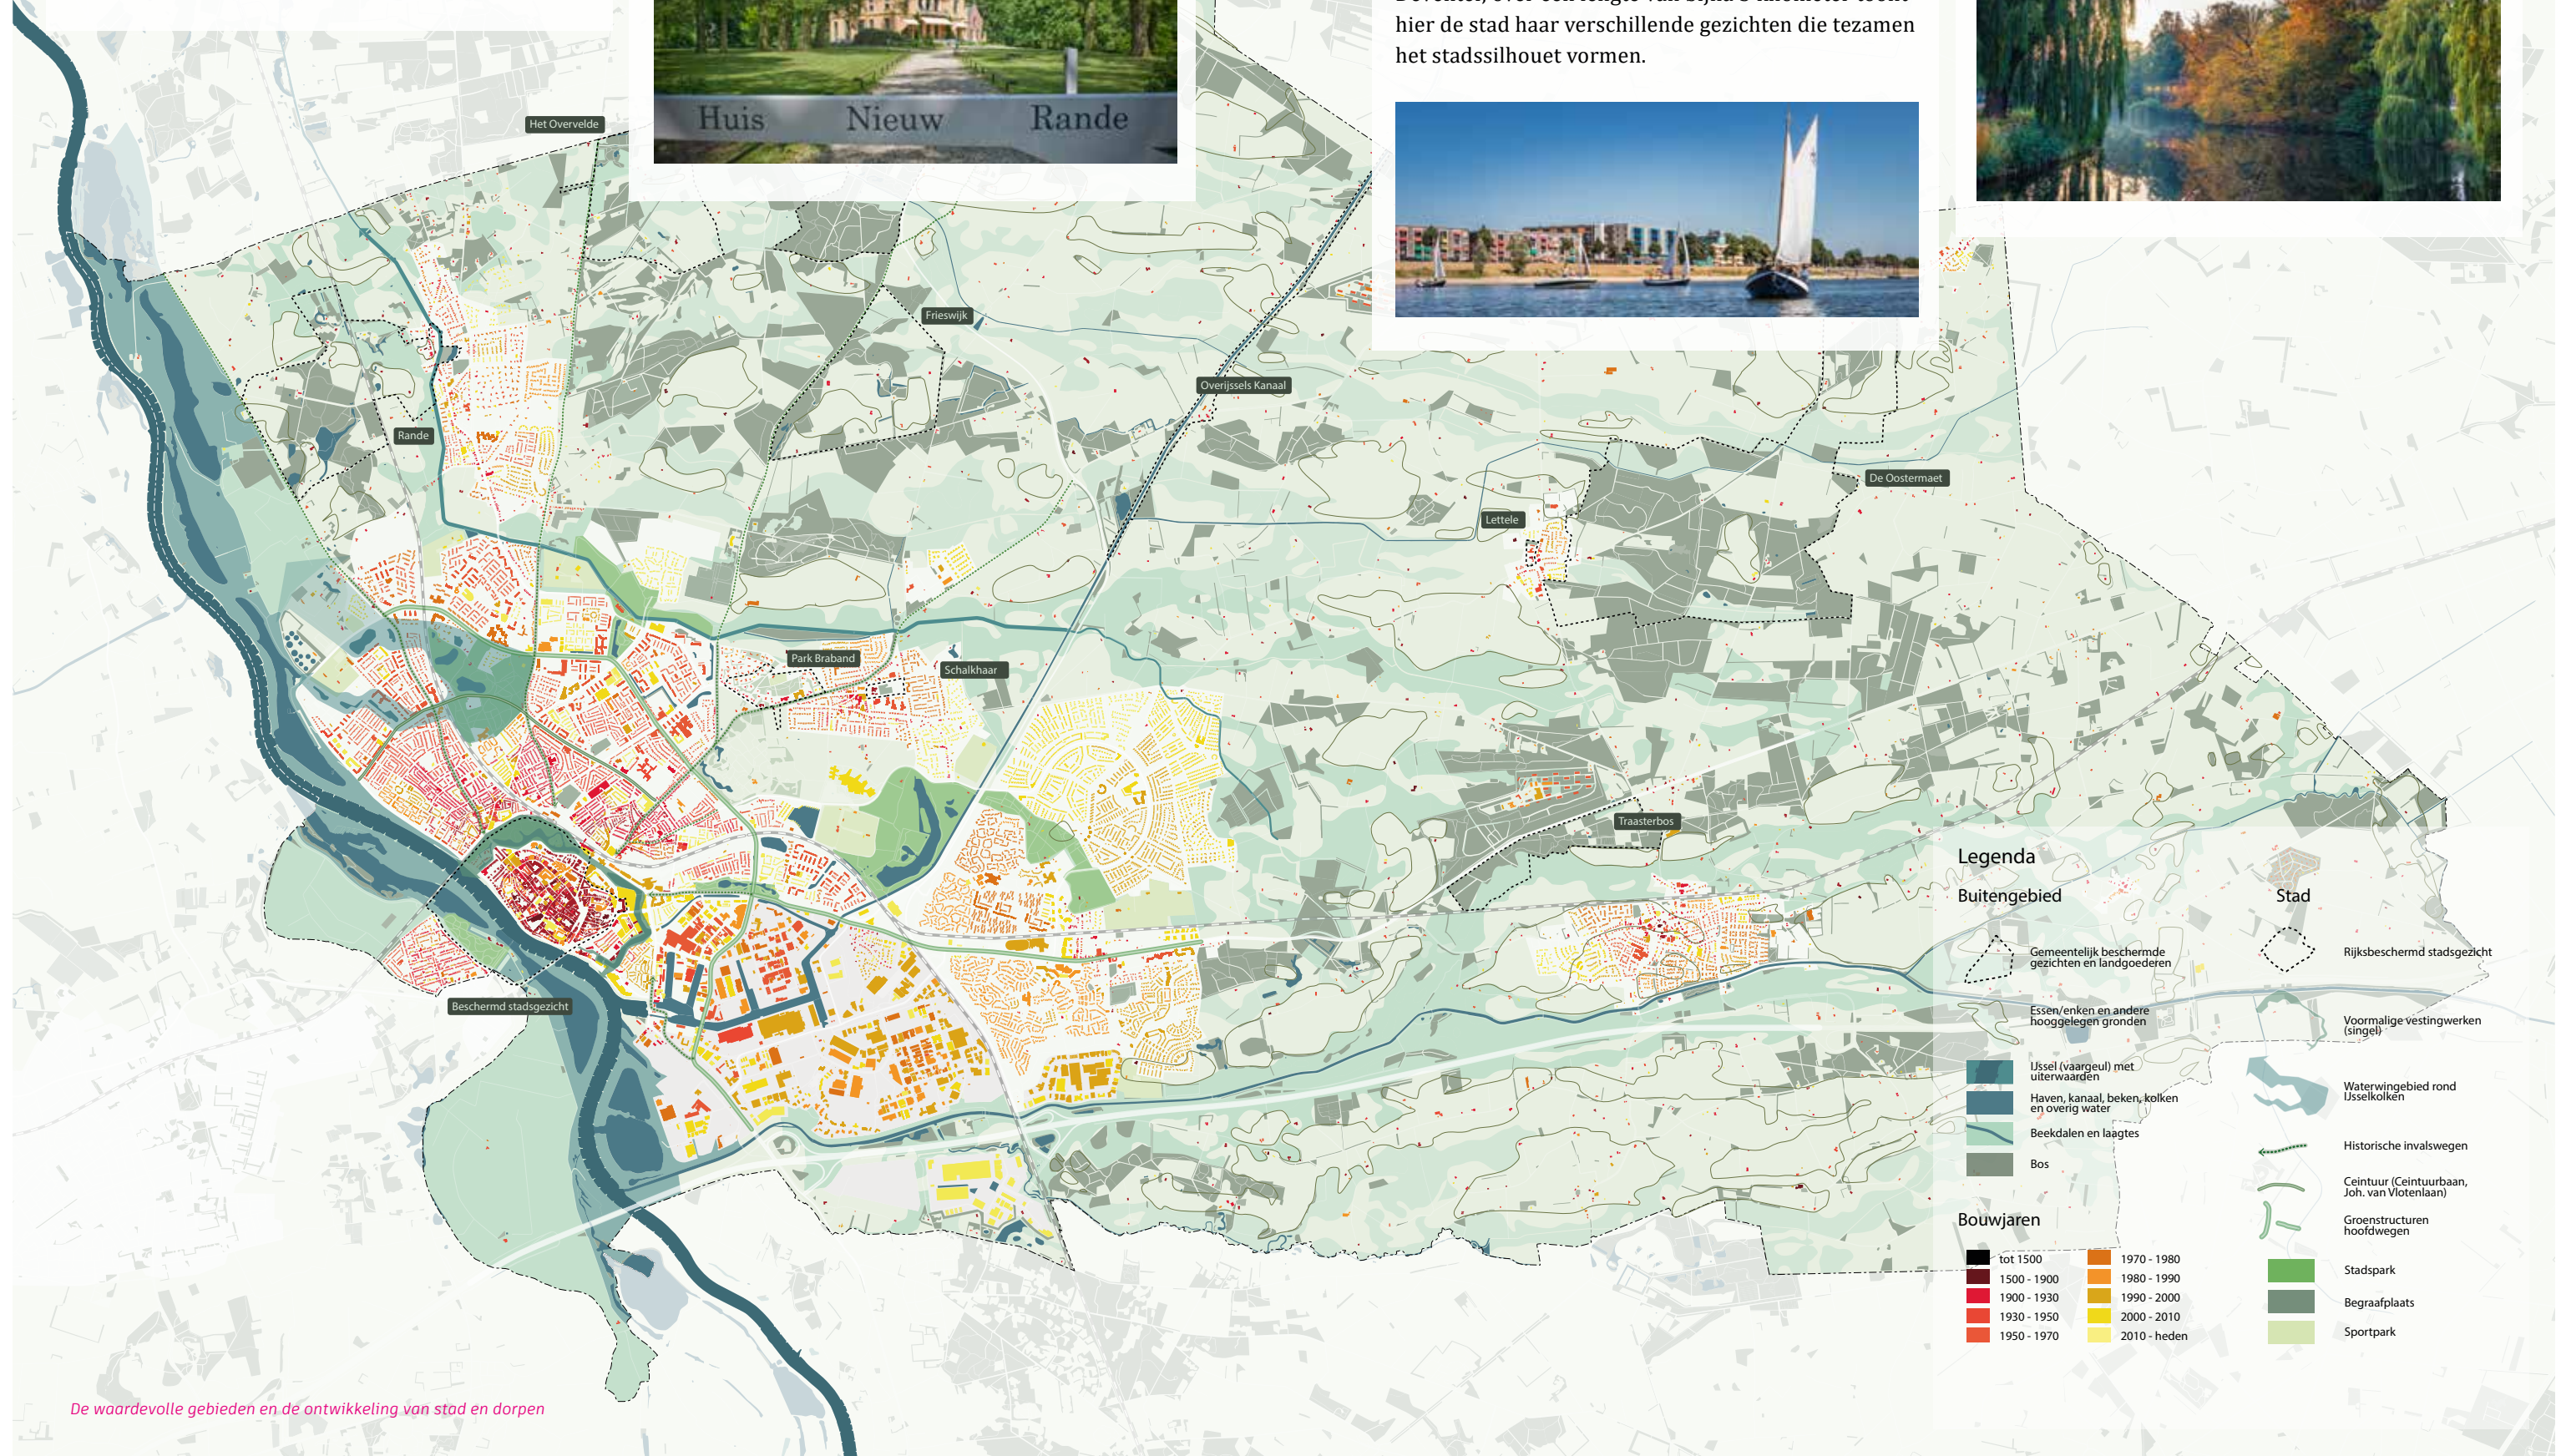 hier de stad haar verschillende gezichten die tezamen
het stadssilhouet vormen.
Huis Nieuw Rande
Het Overvelde
Frieswijk
Overijssels Kanaal
Rande
De Oostermaet
Lettele
Park Braband
Schalkhaar
Traasterbos
Beschermd stadsgezicht
Legenda
Buitengebied
Gemeentelijk beschermde
gezichten en landgoederen
Essen/enken en andere
hooggelegen gronden
IJssel (vaargeul) met
uiterwaarden
Haven, kanaal, beken, kolken
en overig water
Beekdalen en laagtes
Bos
Bouwjaren
tot 1500
1500 - 1900
1900 - 1930
1930 - 1950
1950 - 1970
1970 - 1980
1980 - 1990
1990 - 2000
2000 - 2010
2010 - heden
Stad
Rijksbeschermd stadsgezicht
Voormalige vestingwerken
(singel)
Waterwingebied rond
IJsselkolken
Historische invalswegen
Ceintuur (Ceintuurbaan,
Joh. van Vlotenlaan)
Groenstructuren
hoofdwegen
Stadspark
Begraafplaats
Sportpark
De waardevolle gebieden en de ontwikkeling van stad en dorpen